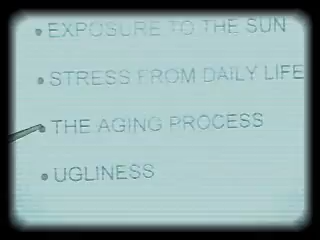 • EXPOSURE TO THE SUN
• STRESS FROM DAILY LIFE
• THE AGING PROCESS
• UGLINESS